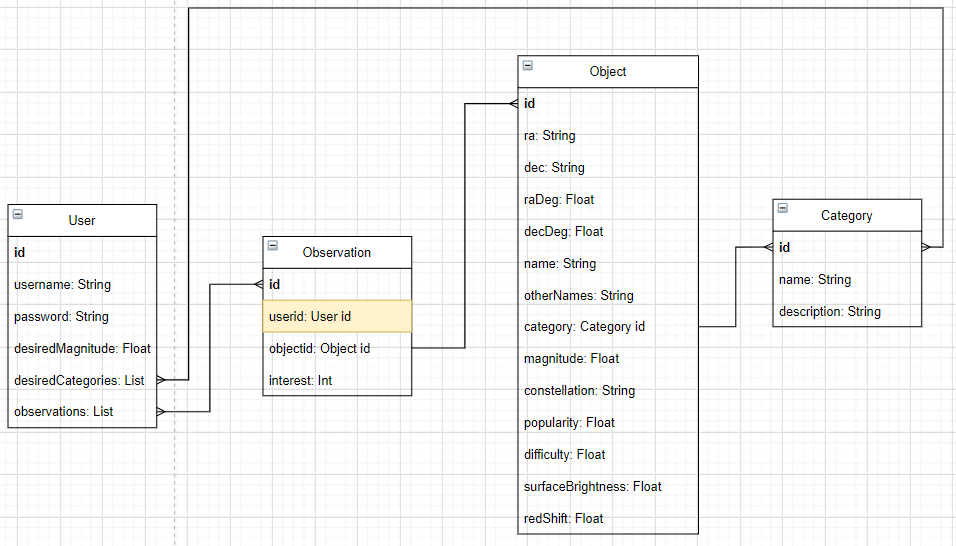 User
id
username: String
password: String
desiredMagnitude: Float
desiredCategories: List
observations: List
Observation
id
userid: User id
objectid: Object id
interest: Int
Object
id
ra: String
dec: String
raDeg: Float
decDeg: Float
name: String
otherNames: String
category: Category id
magnitude: Float
constellation: String
popularity: Float
difficulty: Float
surfaceBrightness: Float
redShift: Float
Category
id
name: String
description: String